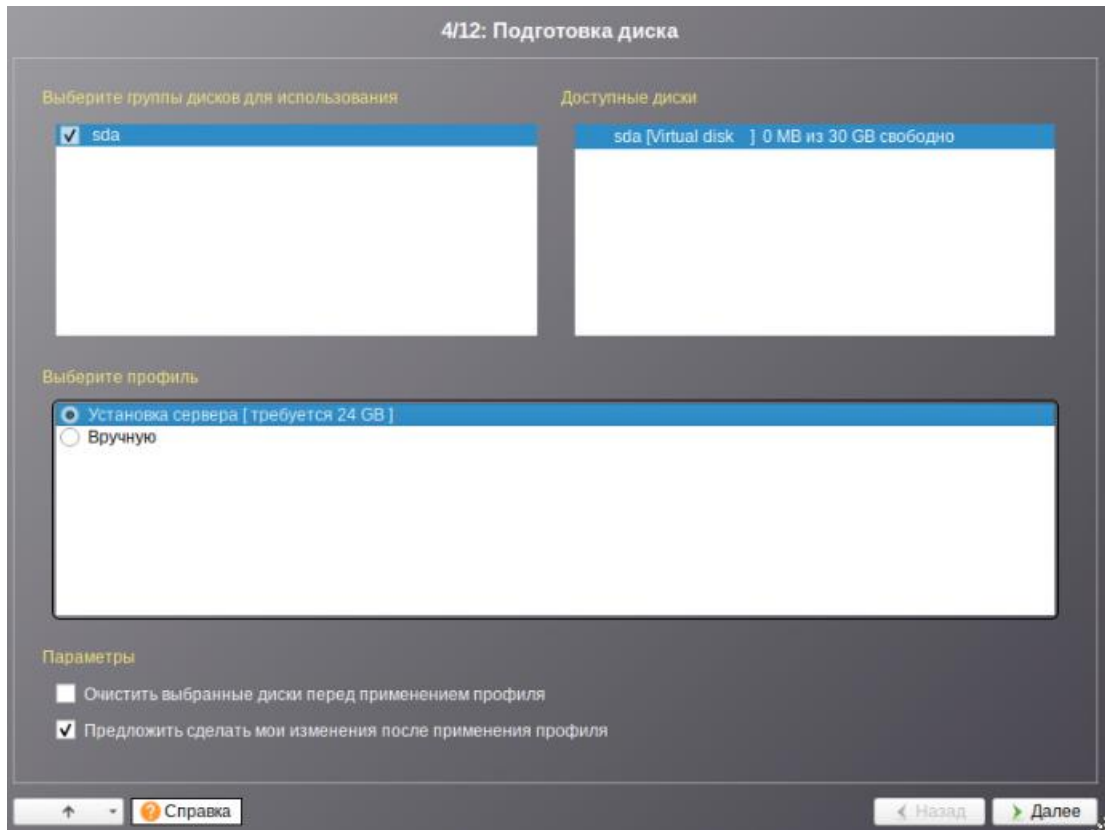 4/12: Подготовка диска
Выберите группы дисков для использования
Доступные диски
sda
sda [Virtual disk ] 0 MB из 30 GB свободно
Выберите профиль
Установка сервера [ требуется 24 GB ]
Вручную
Параметры
Очистить выбранные диски перед применением профиля
Предложить сделать мои изменения после применения профиля
Справка
Назад
Далее